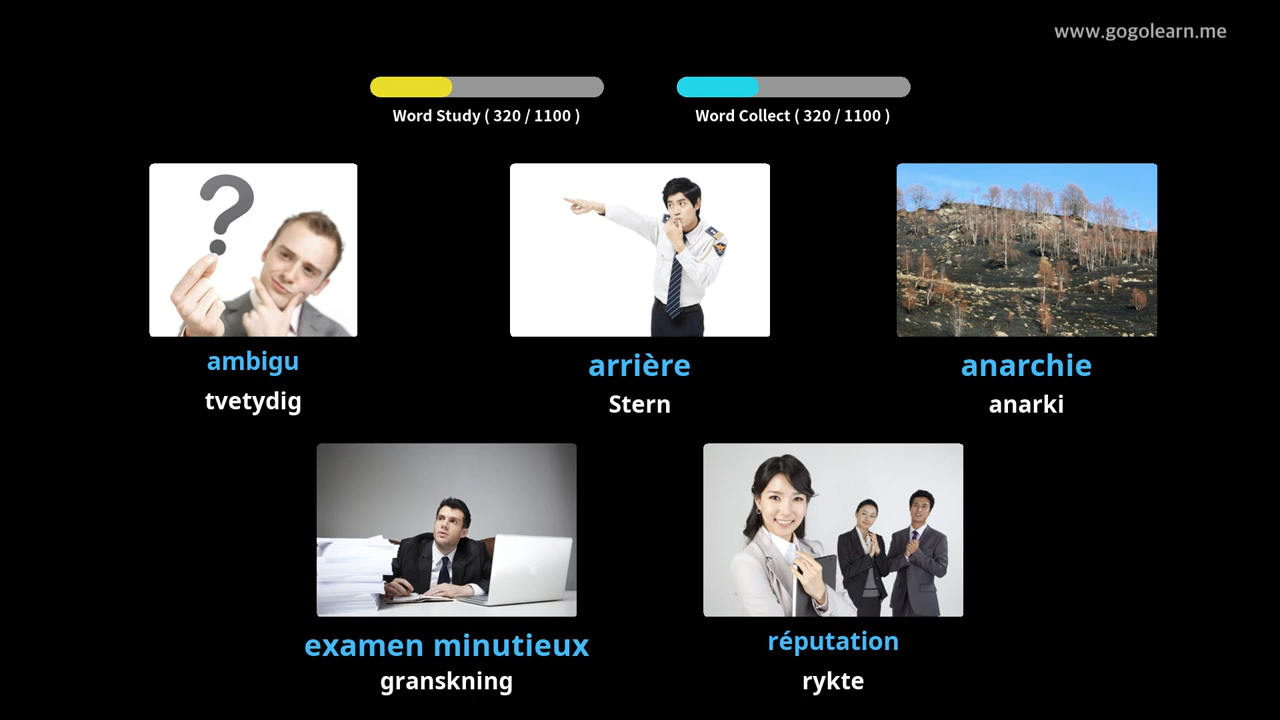 www.gogolearn.me
Word Study ( 320 / 1100 )
Word Collect ( 320 / 1100 )
ambigu
tvetydig
arrière
Stern
anarchie
anarki
examen minutieux
granskning
réputation
rykte